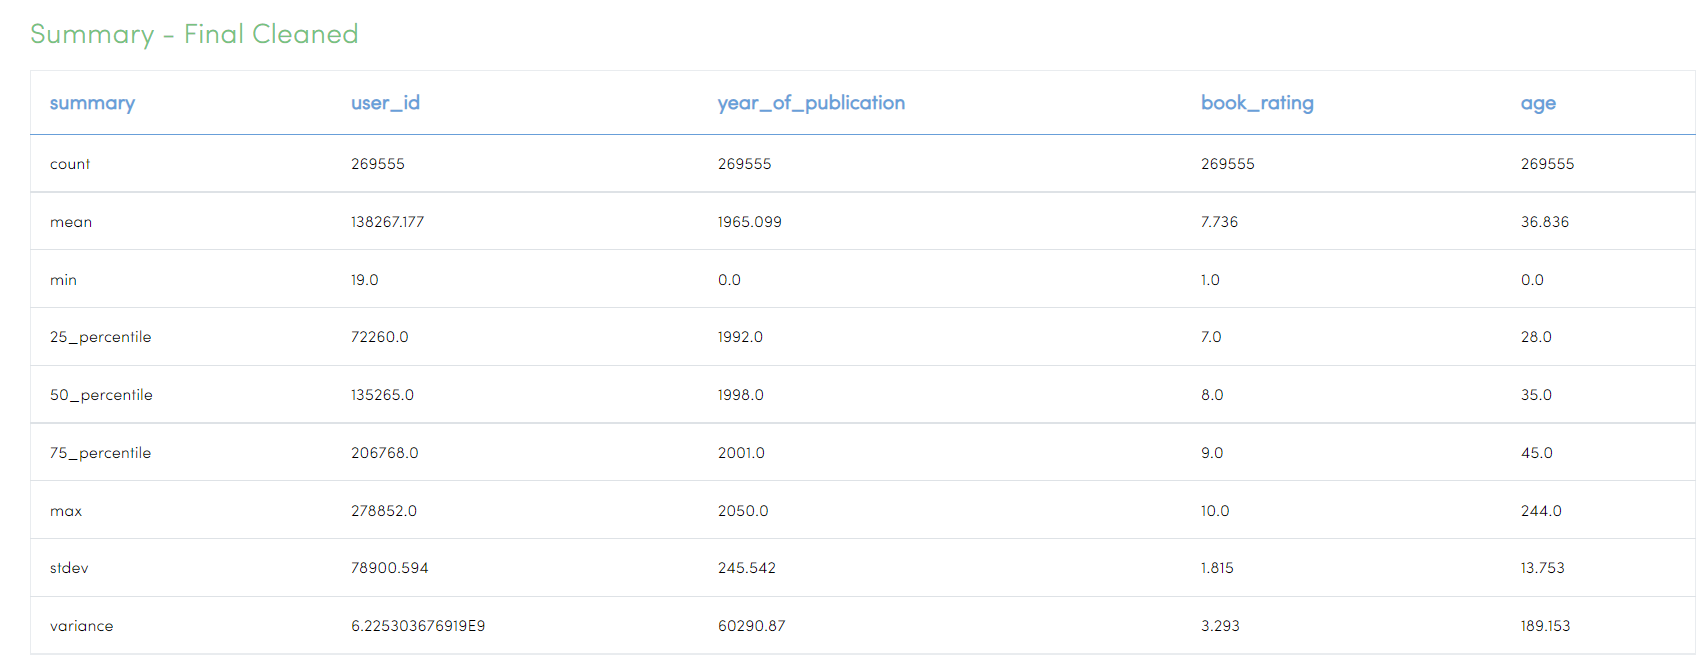 Summary - Final Cleaned
summary user_id year_of_publication book_rating age
count 269555 269555 269555 269555
mean 138267.177 1965.099 7.736 36.836
min 19.0 0.0 1.0 0.0
25_percentile 72260.0 1992.0 7.0 28.0
50_percentile 135265.0 1998.0 8.0 35.0
75_percentile 206768.0 2001.0 9.0 45.0
max 278852.0 2050.0 10.0 244.0
stdev 78900.594 245.542 1.815 13.753
variance 6.225303676919E9 60290.87 3.293 189.153